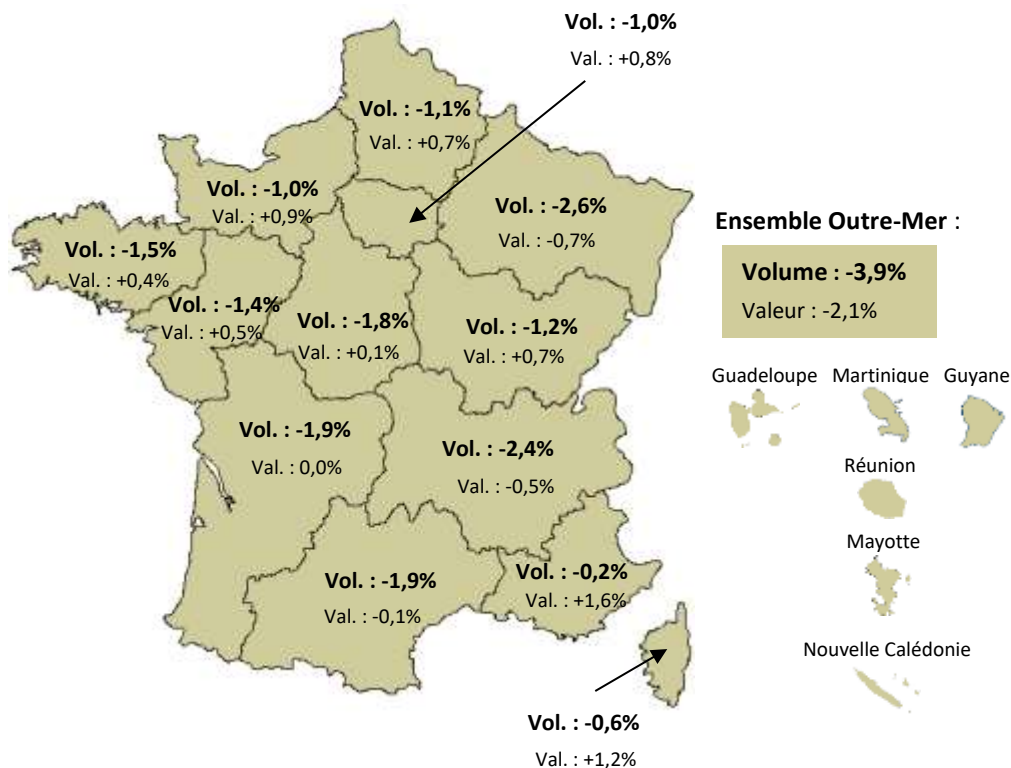 Vol. : -1,0%
Val. : +0,8%
Vol. : -1,1%
Val. : +0,7%
Vol. : -1,0%
Val. : +0,9%
Vol. : -2,6%
Val. : -0,7%
Vol. : -1,5%
Val. : +0,4%
Vol. : -1,4%
Val. : +0,5%
Vol. : -1,8%
Val. : +0,1%
Vol. : -1,2%
Val. : +0,7%
Vol. : -1,9%
Val. : 0,0%
Vol. : -2,4%
Val. : -0,5%
Vol. : -1,9%
Val. : -0,1%
Vol. : -0,2%
Val. : +1,6%
Vol. : -0,6%
Val. : +1,2%
Ensemble Outre-Mer :
Volume : -3,9%
Valeur : -2,1%
Guadeloupe Martinique Guyane
Réunion
Mayotte
Nouvelle Calédonie